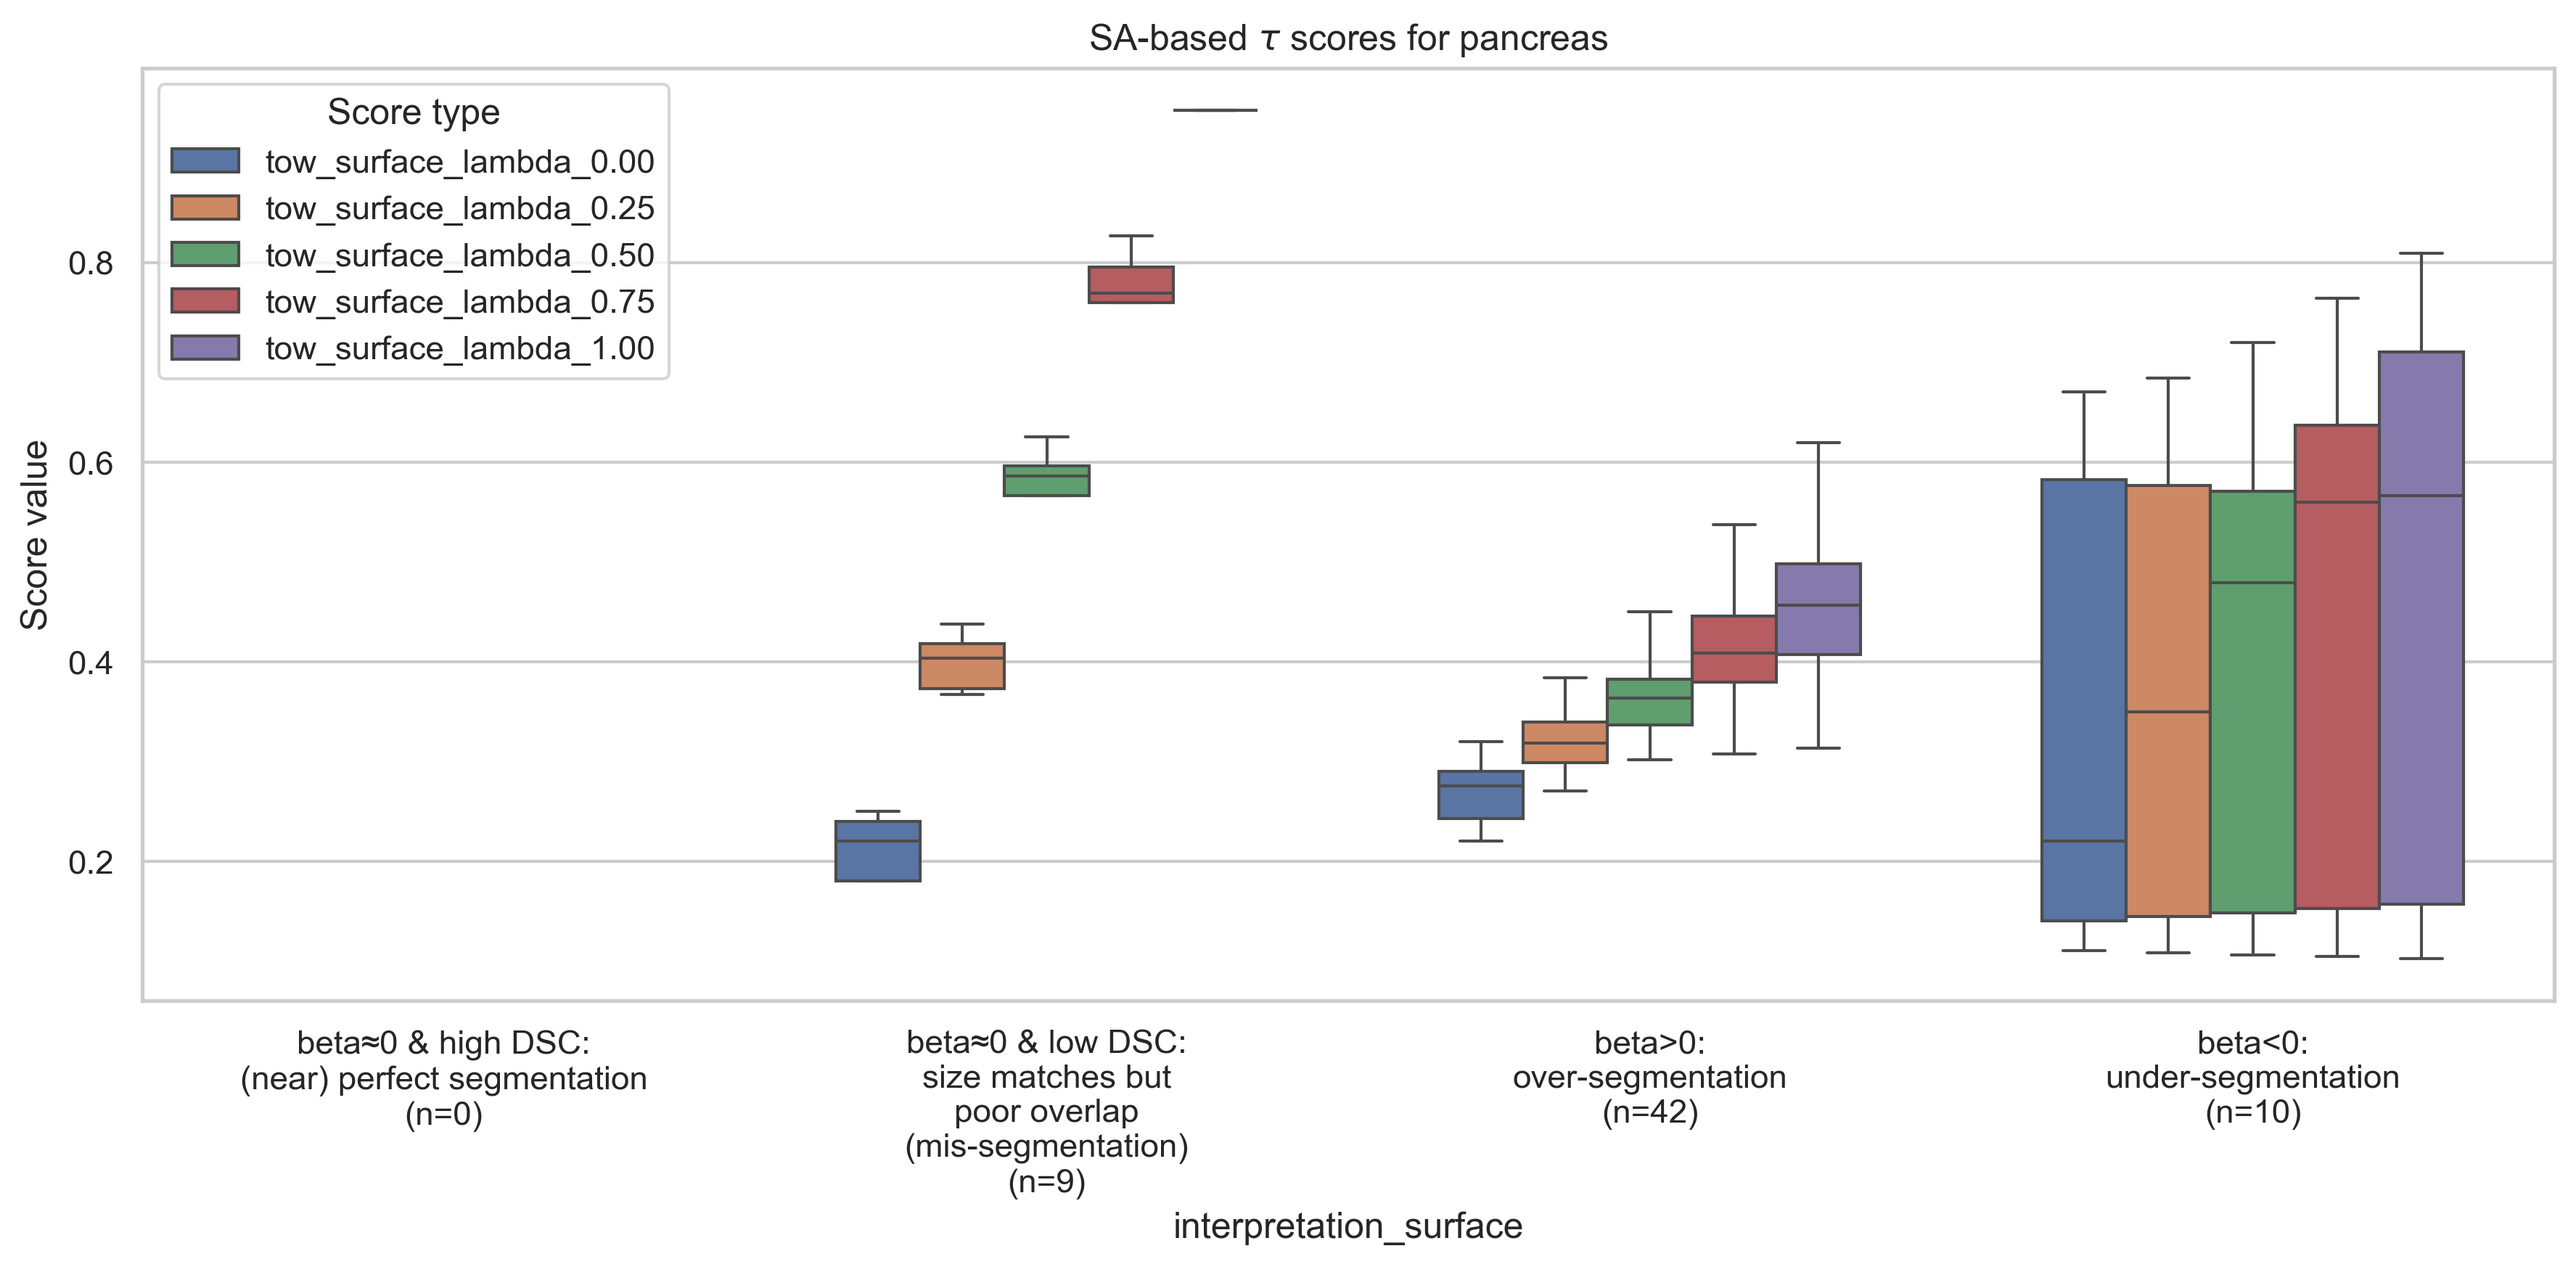 SA-based τ scores for pancreas
Score type
tow_surface_lambda_0.00
tow_surface_lambda_0.25
tow_surface_lambda_0.50
tow_surface_lambda_0.75
tow_surface_lambda_1.00
Score value
0.8
0.6
0.4
0.2
beta≈0 & high DSC:
(near) perfect segmentation
(n=0)
beta≈0 & low DSC:
size matches but
poor overlap
(mis-segmentation)
(n=9)
beta>0:
over-segmentation
(n=42)
beta<0:
under-segmentation
(n=10)
interpretation_surface